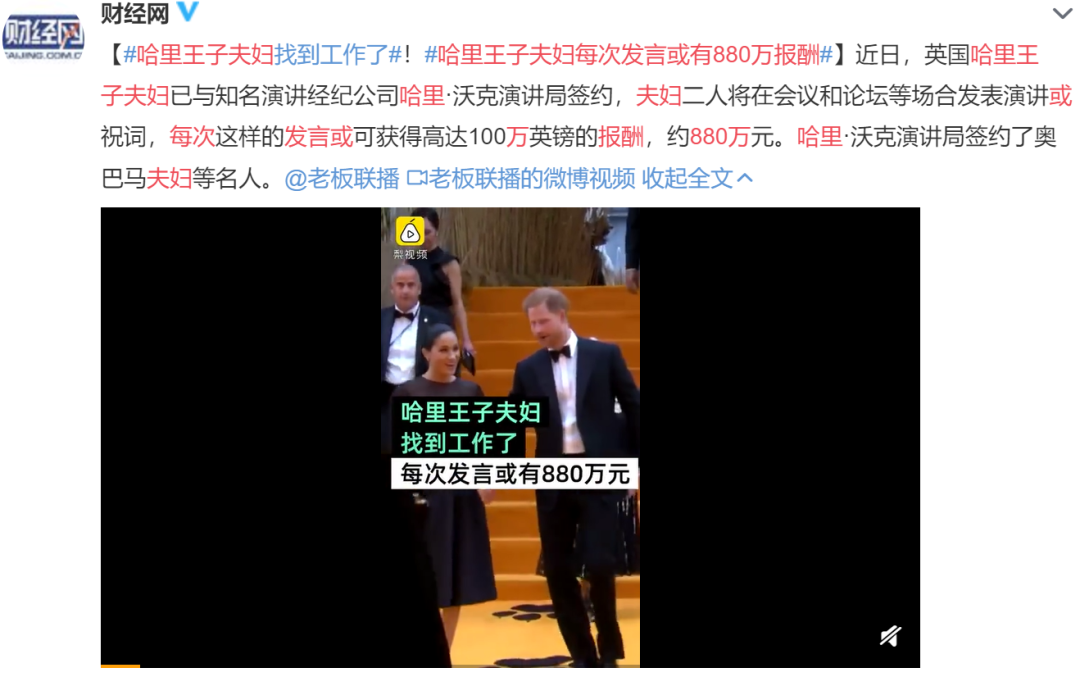 财经网
财经网
AIJING.COM.C
【#哈里王子夫妇找到工作了#！#哈里王子夫妇每次发言或有880万报酬#】近日，英国哈里王
子夫妇已与知名演讲经纪公司哈里·沃克演讲局签约，夫妇二人将在会议和论坛等场合发表演讲或
祝词，每次这样的发言或可获得高达100万英镑的报酬，约880万元。哈里·沃克演讲局签约了奥
巴马夫妇等名人。@老板联播 老板联播的微博视频 收起全文
梨视频
哈里王子夫妇
找到工作了
每次发言或有880万元